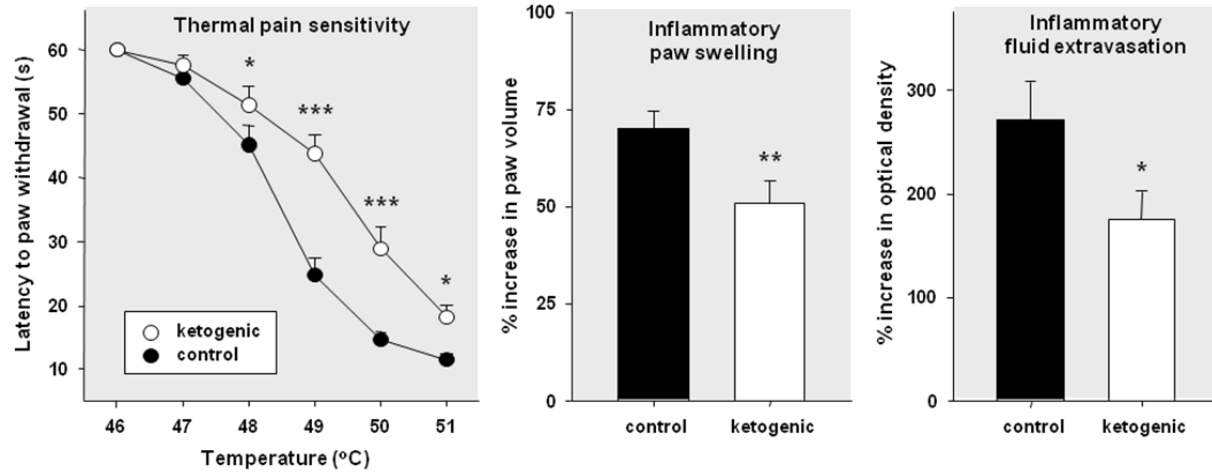 Thermal pain sensitivity
Latency to paw withdrawal (s)
60
50
40
30
20
10
*
***
***
*
ketogenic
control
46 47 48 49 50 51
Temperature (ºC)
Inflammatory
paw swelling
% increase in paw volume
100
75
50
25
0
**
control ketogenic
Inflammatory
fluid extravasation
% increase in optical density
300
200
100
0
*
control ketogenic